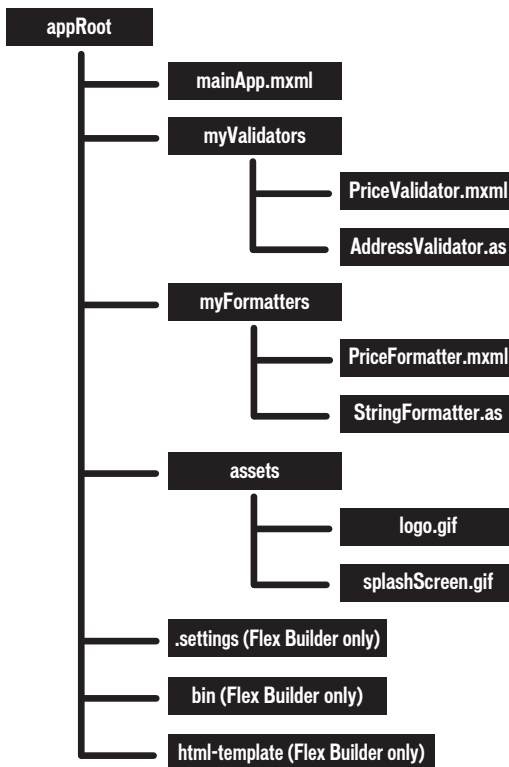 appRoot
mainApp.mxml
myValidators
PriceValidator.mxml
AddressValidator.as
myFormatters
PriceFormatter.mxml
StringFormatter.as
assets
logo.gif
splashScreen.gif
.settings (Flex Builder only)
bin (Flex Builder only)
html-template (Flex Builder only)